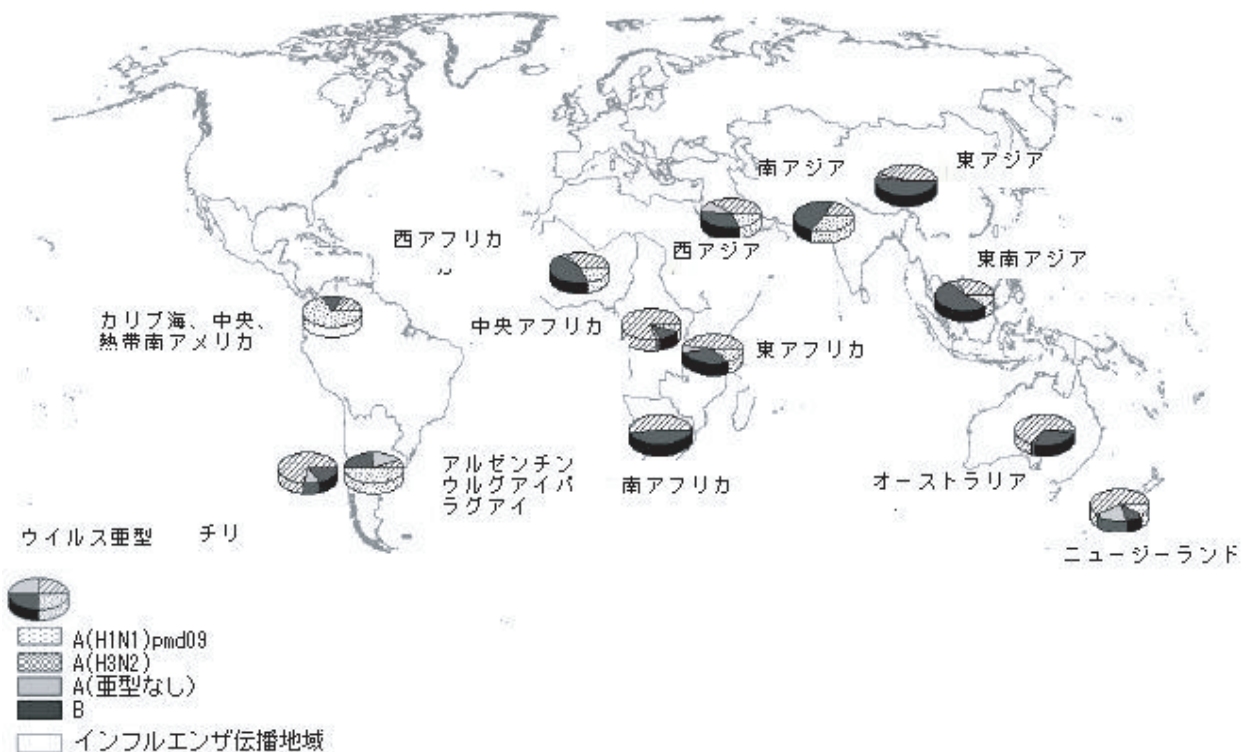 東アジア
南アジア
西アフリカ
西アジア
東南アジア
カリブ海、中央、
熱帯南アメリカ
中央アフリカ
東アフリカ
アルゼンチン
ウルグアイパ
ラグアイ
南アフリカ
オーストラリア
ウイルス亜型
チリ
ニュージーランド
A(H1N1)pmd09
A(H3N2)
A(亜型なし)
B
インフルエンザ伝播地域